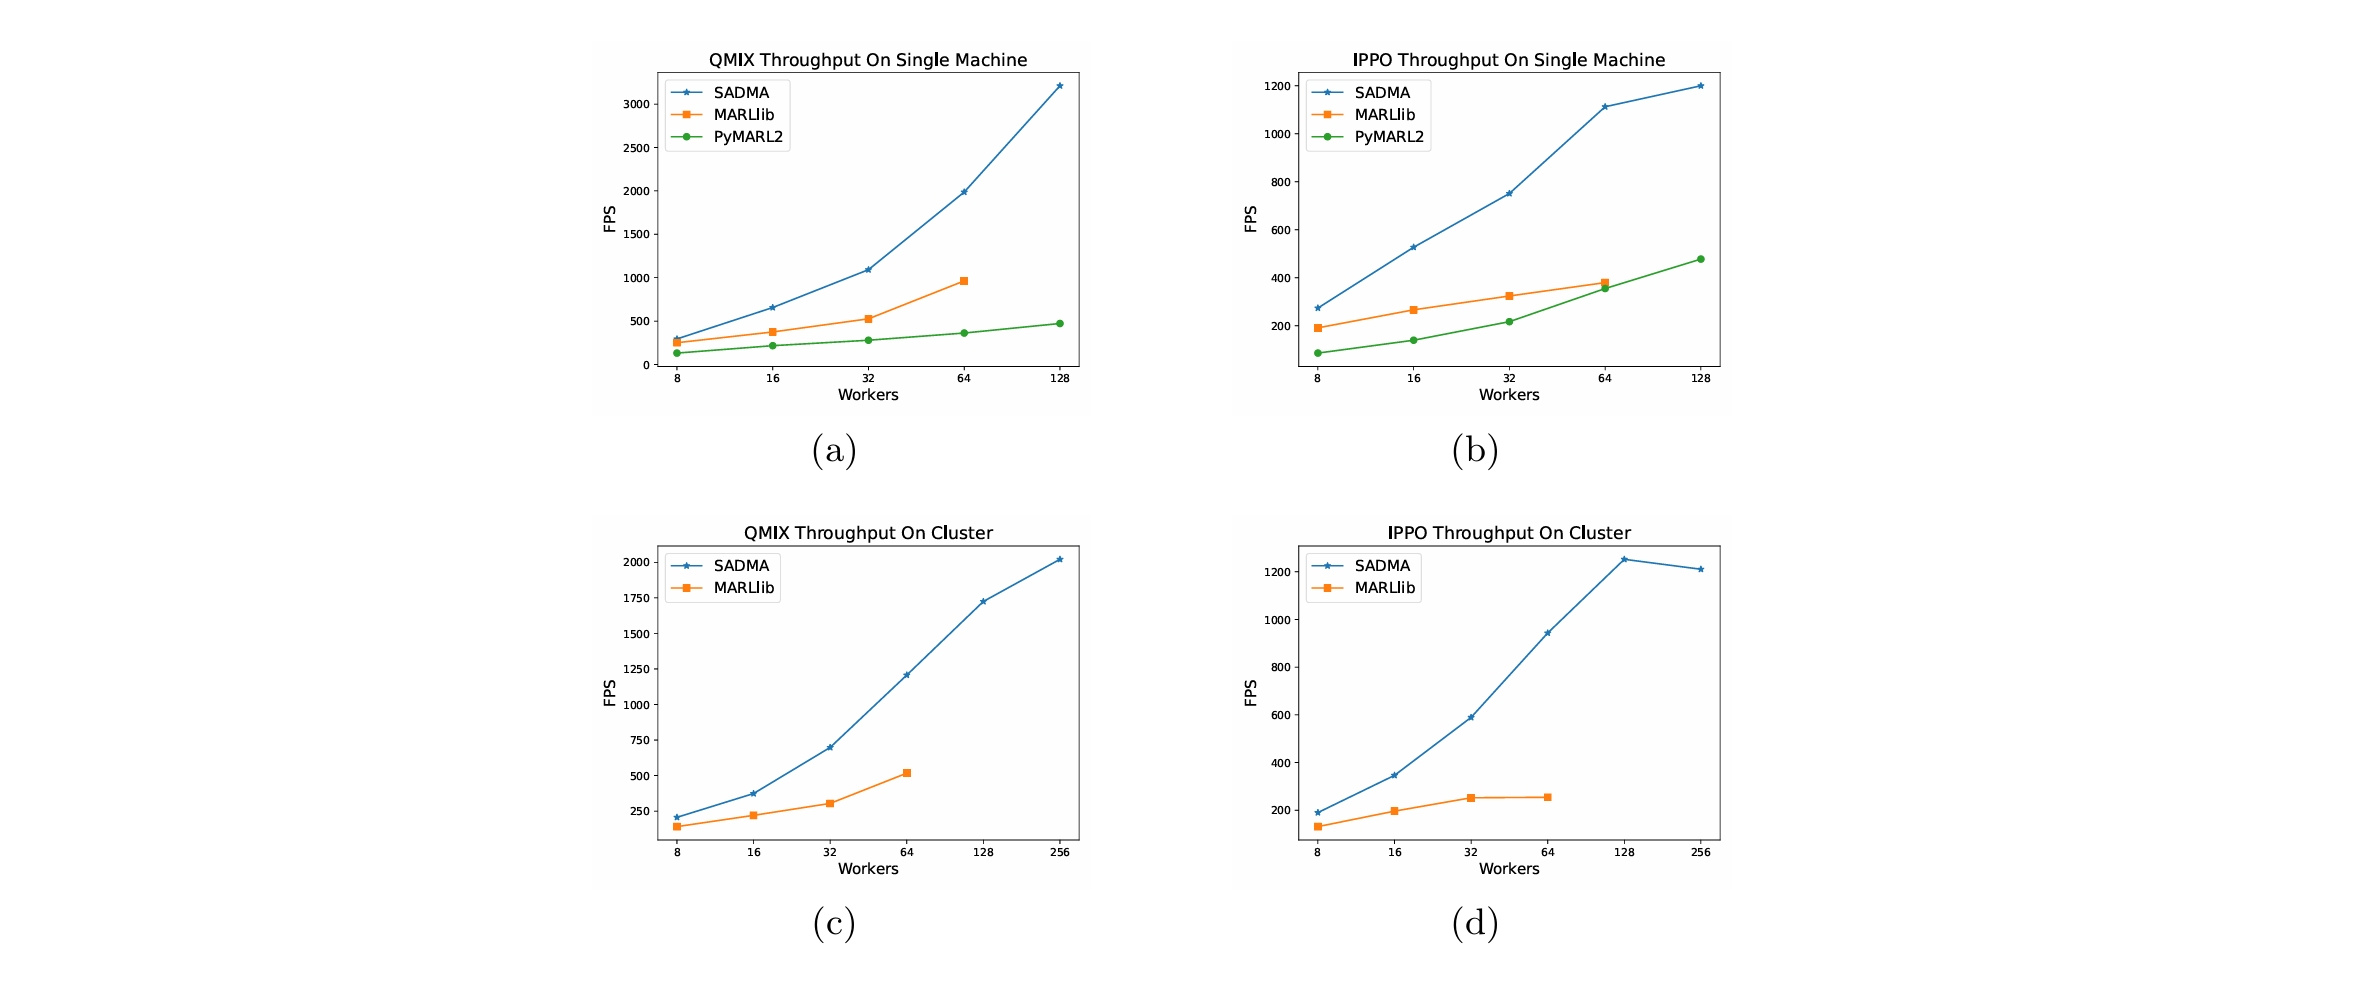 QMIX Throughput On Single Machine
SADMA
MARLlib
PyMARL2
3000
2500
2000
1500
1000
500
0
FPS
8 16 32 64 128
Workers
(a)
IPPO Throughput On Single Machine
SADMA
MARLlib
PyMARL2
1200
1000
800
600
400
200
FPS
8 16 32 64 128
Workers
(b)
QMIX Throughput On Cluster
SADMA
MARLlib
2000
1750
1500
1250
1000
750
500
250
FPS
8 16 32 64 128 256
Workers
(c)
IPPO Throughput On Cluster
SADMA
MARLlib
1200
1000
800
600
400
200
FPS
8 16 32 64 128 256
Workers
(d)